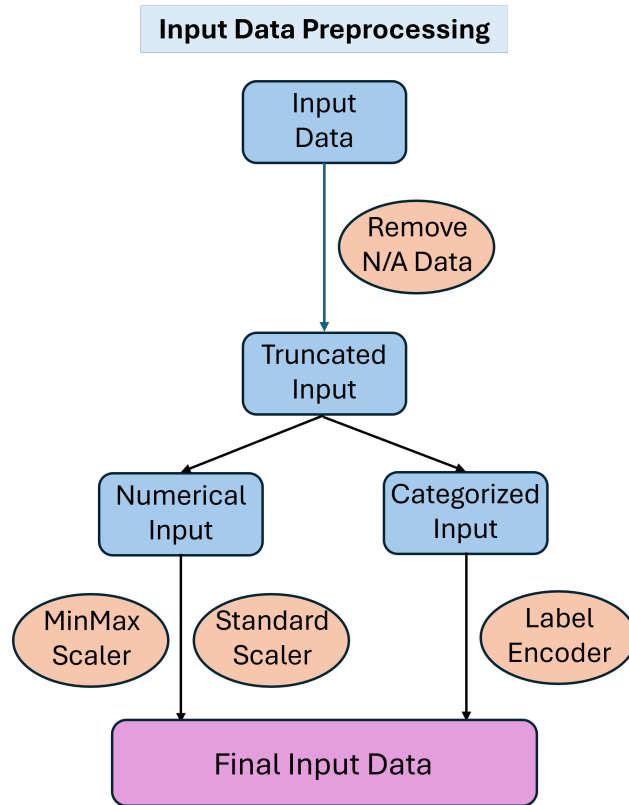 Input Data Preprocessing
Input
Data
Remove
N/A Data
Truncated
Input
Numerical
Input
Categorized
Input
MinMax
Scaler
Standard
Scaler
Label
Encoder
Final Input Data